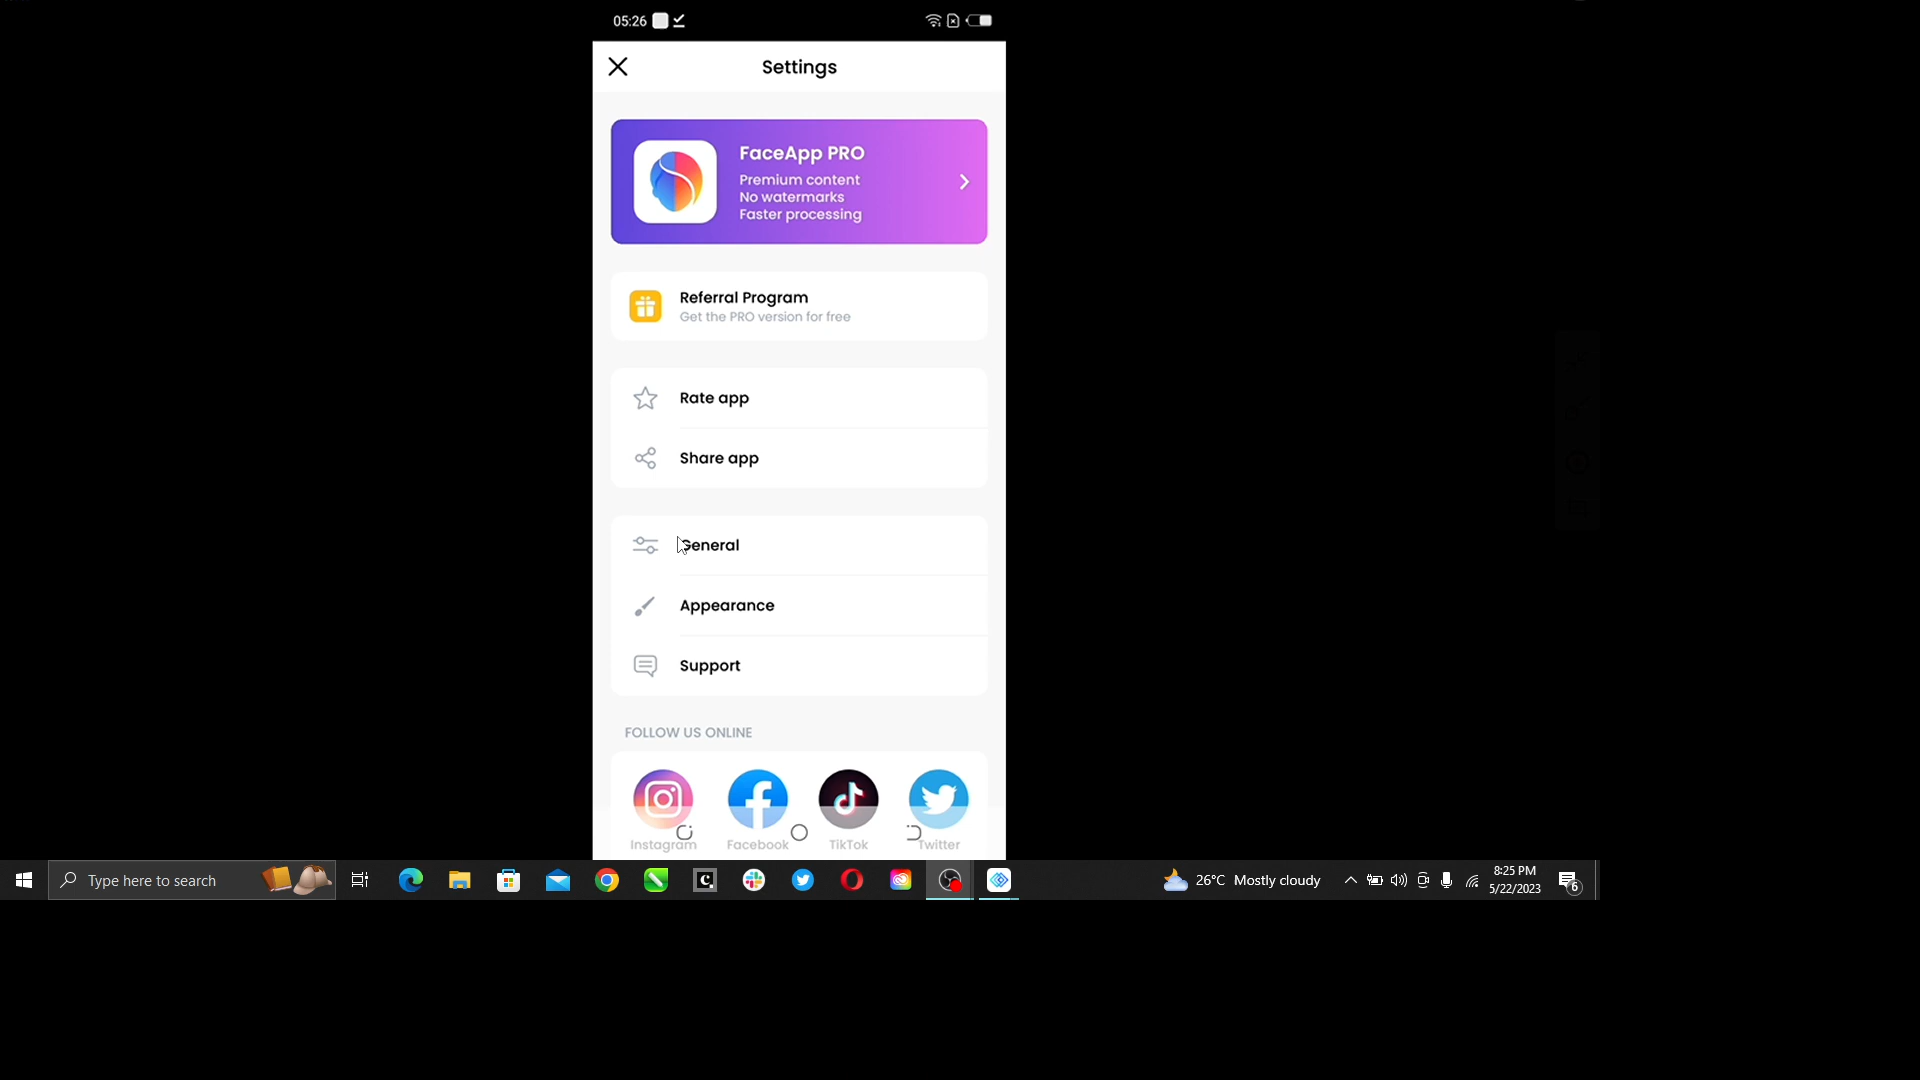 05:26
Settings
FaceApp PRO
Premium content
No watermarks
Faster processing
Referral Program
Get the PRO version for free
Rate app
Share app
General
Appearance
Support
FOLLOW US ONLINE
Instagram Facebook TikTok Twitter
Type here to search
26°C Mostly cloudy
8:25 PM
5/22/2023
6